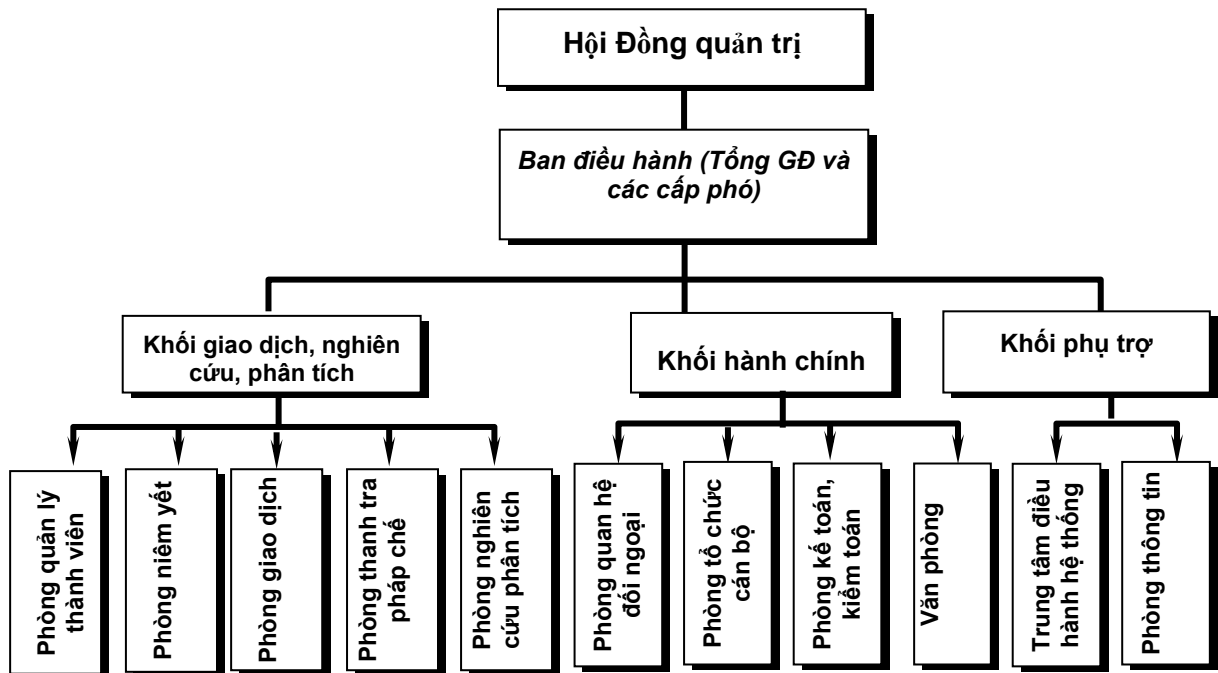 Hội Đồng quản trị
Ban điều hành (Tổng GĐ và
các cấp phó)
Khối giao dịch, nghiên
cứu, phân tích
Khối hành chính
Khối phụ trợ
Phòng quản lý
thành viên
Phòng niêm yết
Phòng giao dịch
Phòng thanh tra
pháp chế
Phòng nghiên
cứu phân tích
Phòng quan hệ
đối ngoại
Phòng tổ chức
cán bộ
Phòng kế toán,
kiểm toán
Văn phòng
Trung tâm điều
hành hệ thống
Phòng thông tin